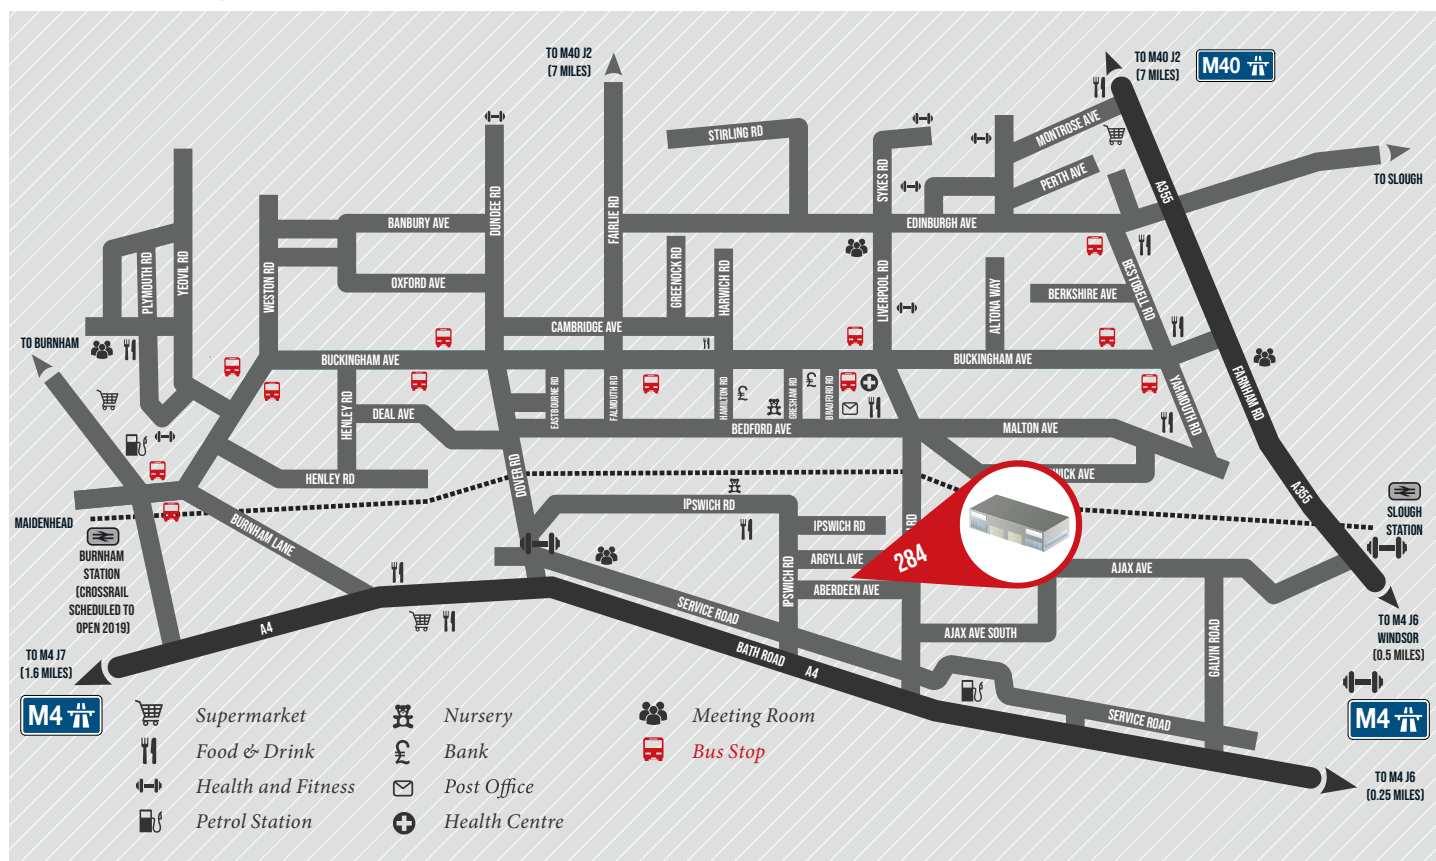 TO M40 J2
(7 MILES)
TO M40 J2
(7 MILES)
M40
STIRLING RD
MONTROSE AVE
PERTH AVE
SYKES RD
A355
TO SLOUGH
DUNDEE RD
FAIRLIE RD
BANBURY AVE
EDINBURGH AVE
PLYMOUTH RD
YEOVIL RD
WESTON RD
OXFORD AVE
GREENOCK RD
HARWICH RD
LIVERPOOL RD
ALTONA WAY
BERKSHIRE AVE
BESTOBELL RD
CAMBRIDGE AVE
TO BURNHAM
BUCKINGHAM AVE
BUCKINGHAM AVE
FARNHAM RD
HENLEY RD
DEAL AVE
EASTBOURNE RD
FALMOUTH RD
HAMILTON RD
GRESHAM RD
BRADFORD RD
YARMOUTH RD
BEDFORD AVE
MALTON AVE
HENLEY RD
DOVER RD
WICK AVE
A355
MAIDENHEAD
BURNHAM
STATION
(CROSSRAIL
SCHEDULED TO
OPEN 2019)
BURNHAM LANE
IPSWICH RD
IPSWICH RD
RD
ARGYLL AVE
284
IPSWICH RD
ABERDEEN AVE
AJAX AVE
SLOUGH
STATION
SERVICE ROAD
AJAX AVE SOUTH
GALVIN ROAD
A4
BATH ROAD
A4
TO M4 J6
WINDSOR
(0.5 MILES)
TO M4 J7
(1.6 MILES)
M4
M4
SERVICE ROAD
TO M4 J6
(0.25 MILES)
Supermarket
Food & Drink
Health and Fitness
Petrol Station
Nursery
Bank
Post Office
Health Centre
Meeting Room
Bus Stop